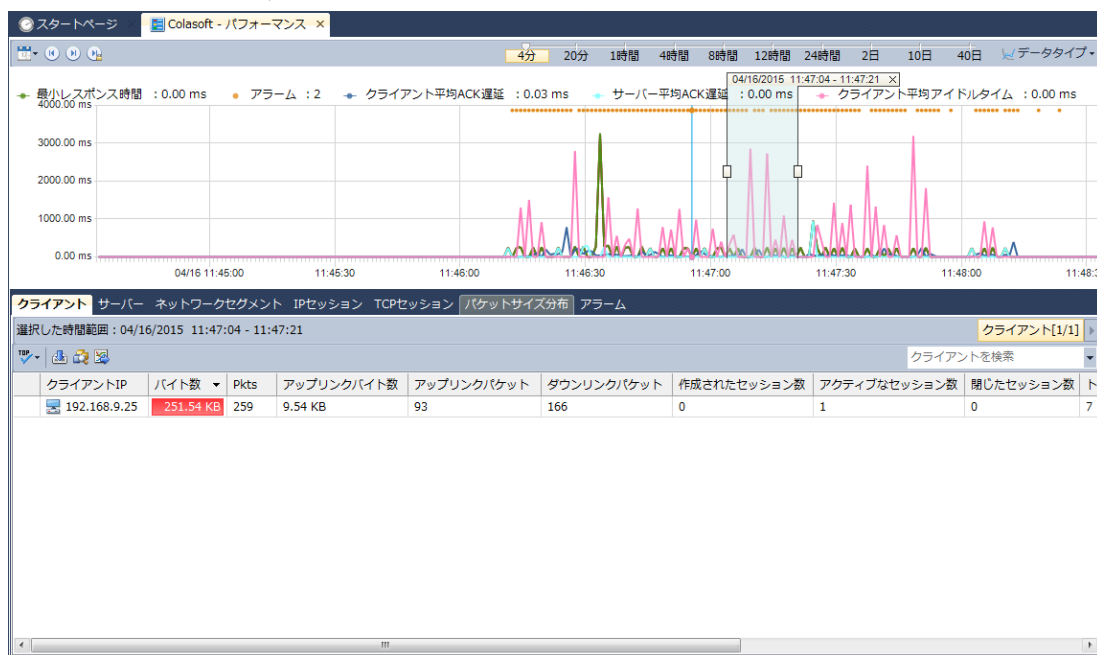 スタートページ Colasoft - パフォーマンス
4分 20分 1時間 4時間 8時間 12時間 24時間 2日 10日 40日 データタイプ
04/16/2015 11:47:04 - 11:47:21
最小レスポンス時間 : 0.00 ms アラーム : 2 クライアント平均ACK遅延 : 0.03 ms サーバー平均ACK遅延 : 0.00 ms クライアント平均アイドルタイム : 0.00 ms
4000.00 ms
3000.00 ms
2000.00 ms
1000.00 ms
0.00 ms
04/16 11:45:00 11:45:30 11:46:00 11:46:30 11:47:00 11:47:30 11:48:00 11:48:3
クライアント サーバー ネットワークセグメント IPセッション TCPセッション パケットサイズ分布 アラーム
選択した時間範囲 : 04/16/2015 11:47:04 - 11:47:21 クライアント[1/1]
TOP クライアントを検索
クライアントIP バイト数 Pkts アップリンクバイト数 アップリンクパケット ダウンリンクパケット 作成されたセッション数 アクティブなセッション数 閉じたセッション数 ト
192.168.9.25 251.54 KB 259 9.54 KB 93 166 0 1 0 7